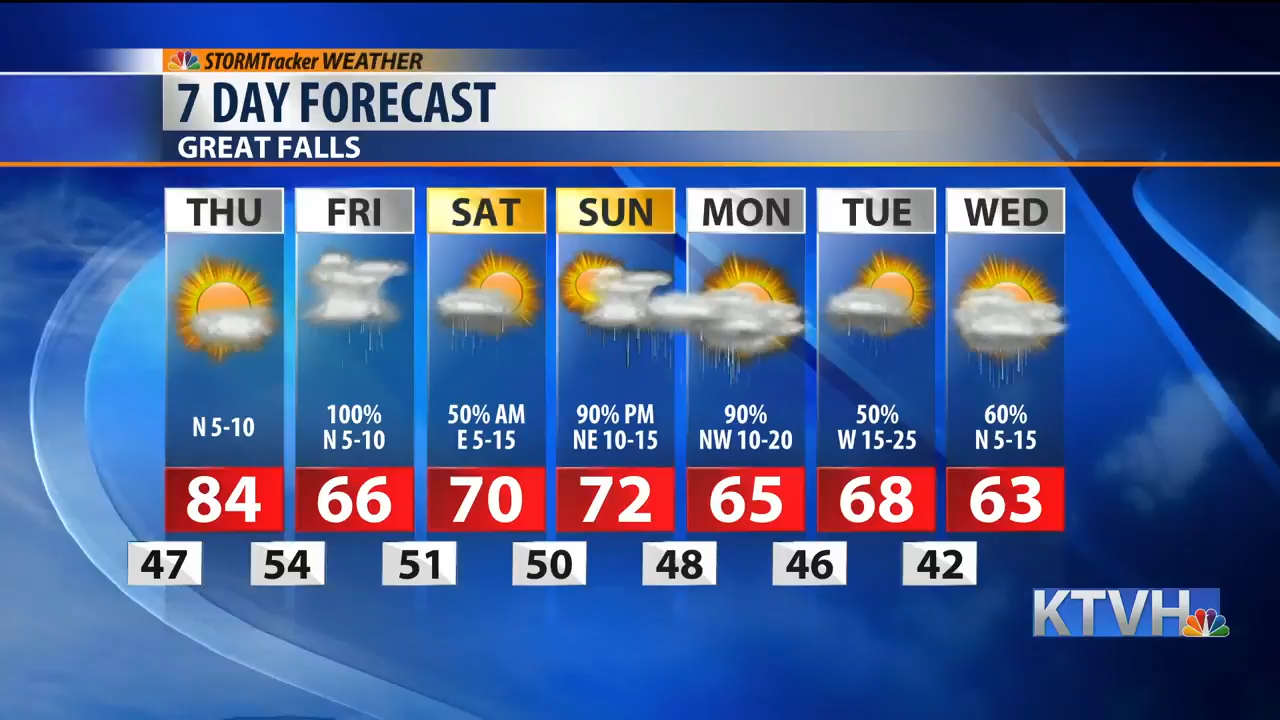 STORMTracker WEATHER
7 DAY FORECAST
GREAT FALLS
THU FRI SAT SUN MON TUE WED
100% 50% AM 90% PM 90% 50% 60%
N 5-10 N 5-10 E 5-15 NE 10-15 NW 10-20 W 15-25 N 5-15
84 66 70 72 65 68 63
47 54 51 50 48 46 42
KTVH